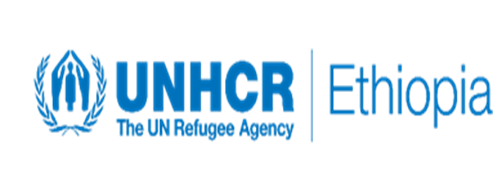 UNHCR
The UN Refugee Agency
Ethiopia